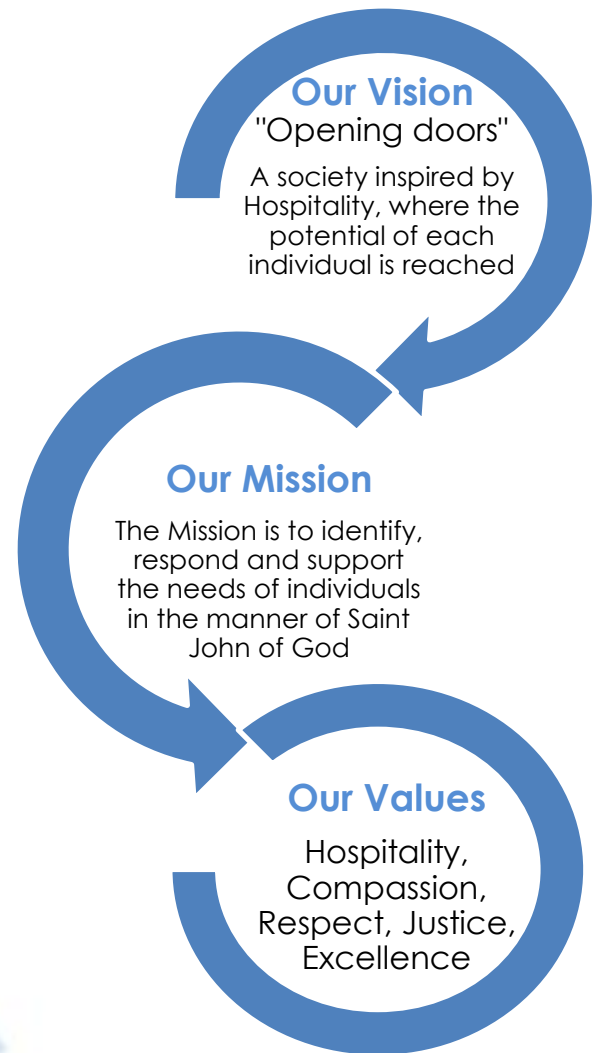 Our Vision
"Opening doors"
A society inspired by
Hospitality, where the
potential of each
individual is reached
Our Mission
The Mission is to identify,
respond and support
the needs of individuals
in the manner of Saint
John of God
Our Values
Hospitality,
Compassion,
Respect, Justice,
Excellence